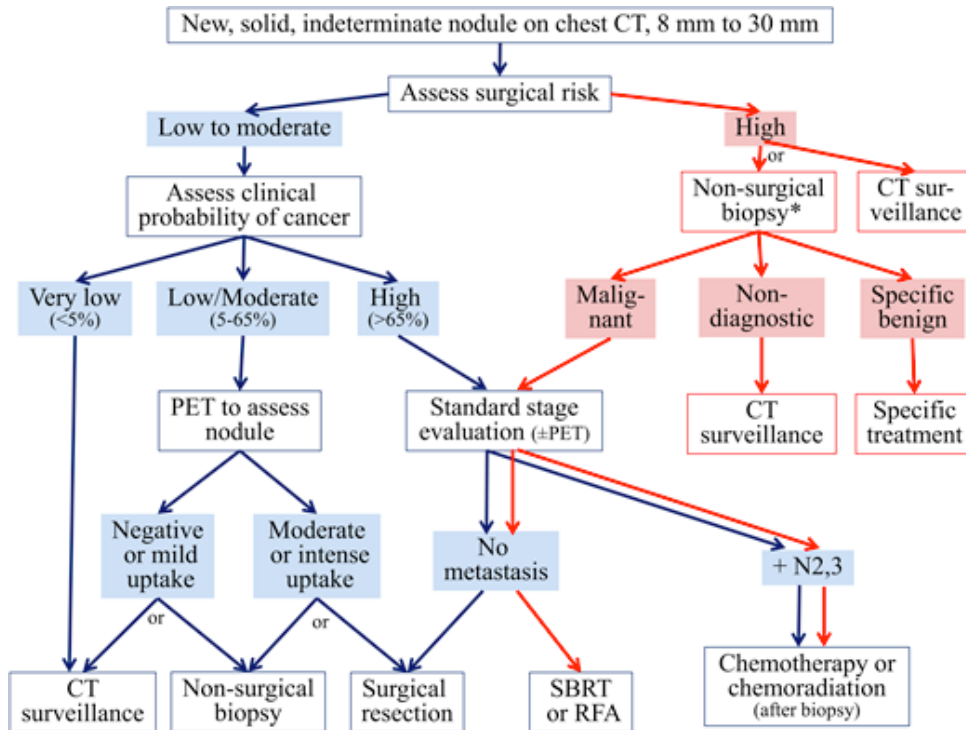 New, solid, indeterminate nodule on chest CT, 8 mm to 30 mm
Assess surgical risk
Low to moderate
High
or
Assess clinical
probability of cancer
Non-surgical
biopsy*
CT sur-
veillance
Very low
(<5%)
Low/Moderate
(5-65%)
High
(>65%)
Malig-
nant
Non-
diagnostic
Specific
benign
PET to assess
nodule
Standard stage
evaluation (±PET)
CT
surveillance
Specific
treatment
Negative
or mild
uptake
Moderate
or intense
uptake
No
metastasis
+ N2,3
or
or
CT
surveillance
Non-surgical
biopsy
Surgical
resection
SBRT
or RFA
Chemotherapy or
chemoradiation
(after biopsy)